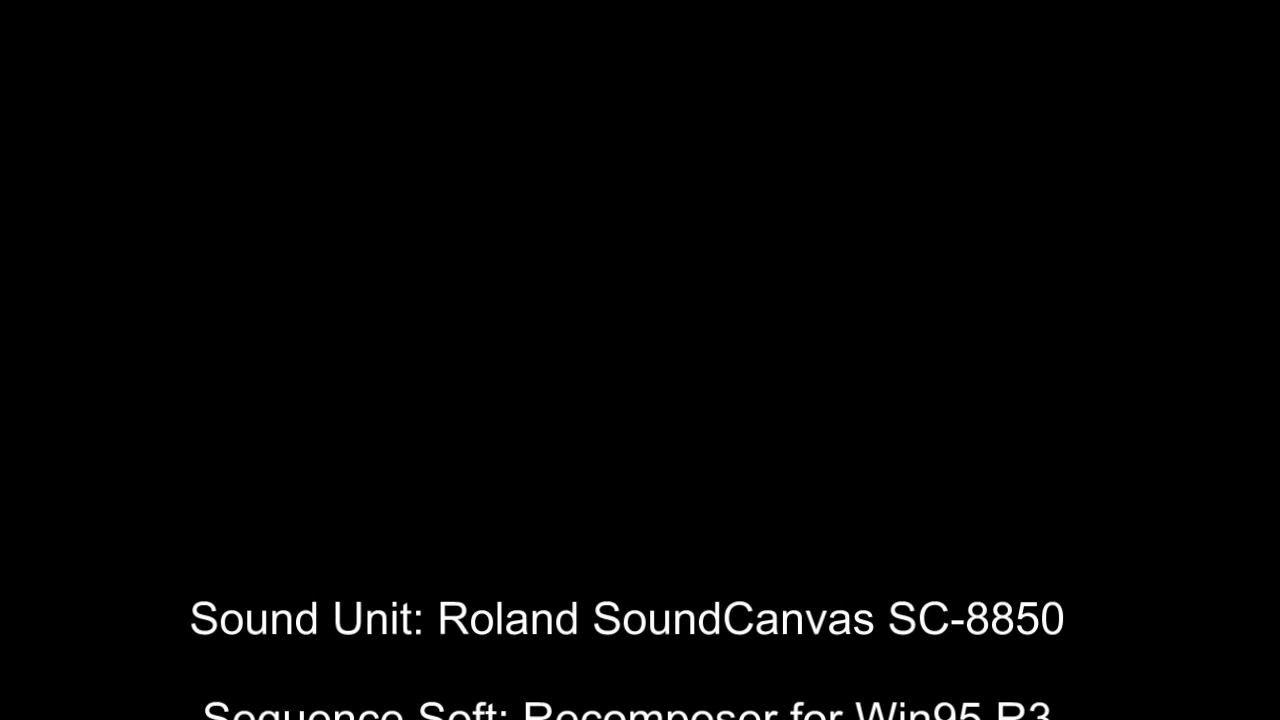 Sound Unit: Roland SoundCanvas SC-8850
Sequence Soft: Recomposer for Win95 R3